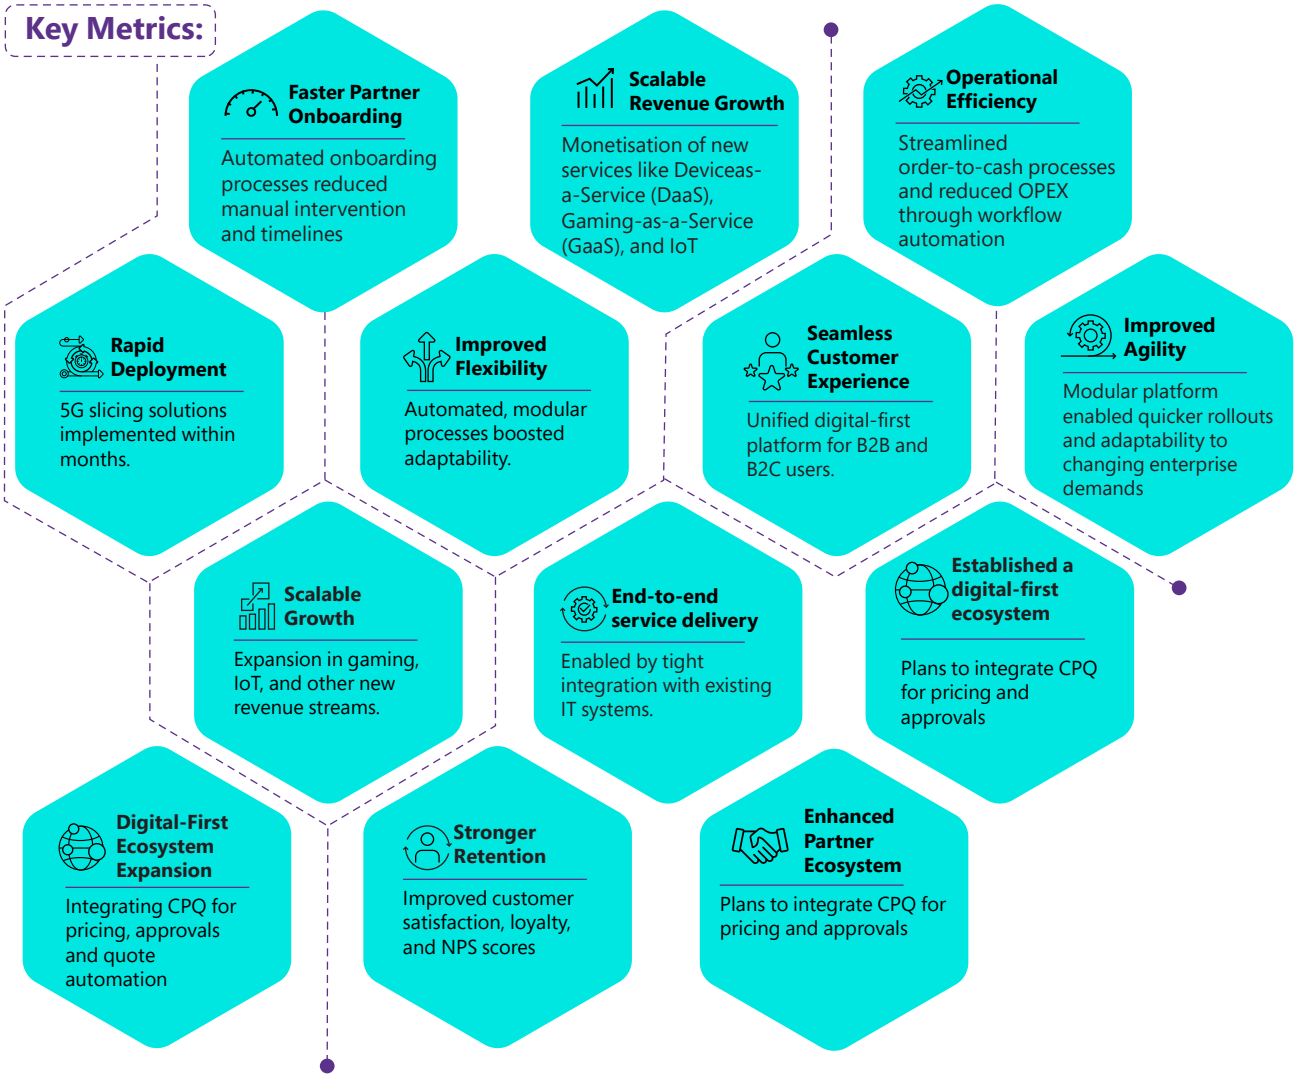 Key Metrics:
Faster Partner
Onboarding
Automated onboarding
processes reduced
manual intervention
and timelines
Scalable
Revenue Growth
Monetisation of new
services like Deviceas-
a-Service (DaaS),
Gaming-as-a-Service
(GaaS), and IoT
Operational
Efficiency
Streamlined
order-to-cash processes
and reduced OPEX
through workflow
automation
Rapid
Deployment
5G slicing solutions
implemented within
months.
Improved
Flexibility
Automated, modular
processes boosted
adaptability.
Seamless
Customer
Experience
Unified digital-first
platform for B2B and
B2C users.
Improved
Agility
Modular platform
enabled quicker rollouts
and adaptability to
changing enterprise
demands
Scalable
Growth
Expansion in gaming,
IoT, and other new
revenue streams.
End-to-end
service delivery
Enabled by tight
integration with existing
IT systems.
Established a
digital-first
ecosystem
Plans to integrate CPQ
for pricing and
approvals
Digital-First
Ecosystem
Expansion
Integrating CPQ for
pricing, approvals
and quote
automation
Stronger
Retention
Improved customer
satisfaction, loyalty,
and NPS scores
Enhanced
Partner
Ecosystem
Plans to integrate CPQ for
pricing and approvals